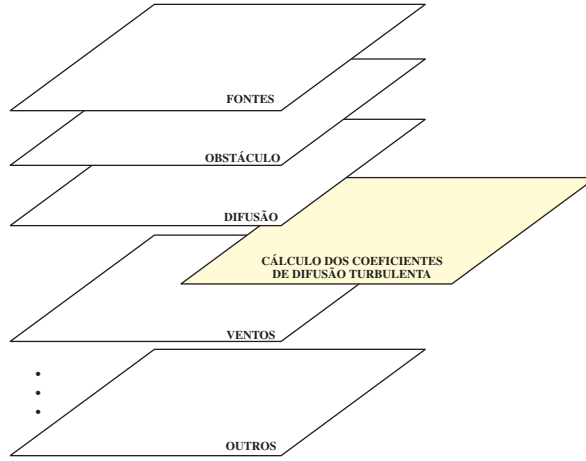 FONTES
OBSTÁCULO
DIFUSÃO
CÁLCULO DOS COEFICIENTES
DE DIFUSÃO TURBULENTA
VENTOS
OUTROS